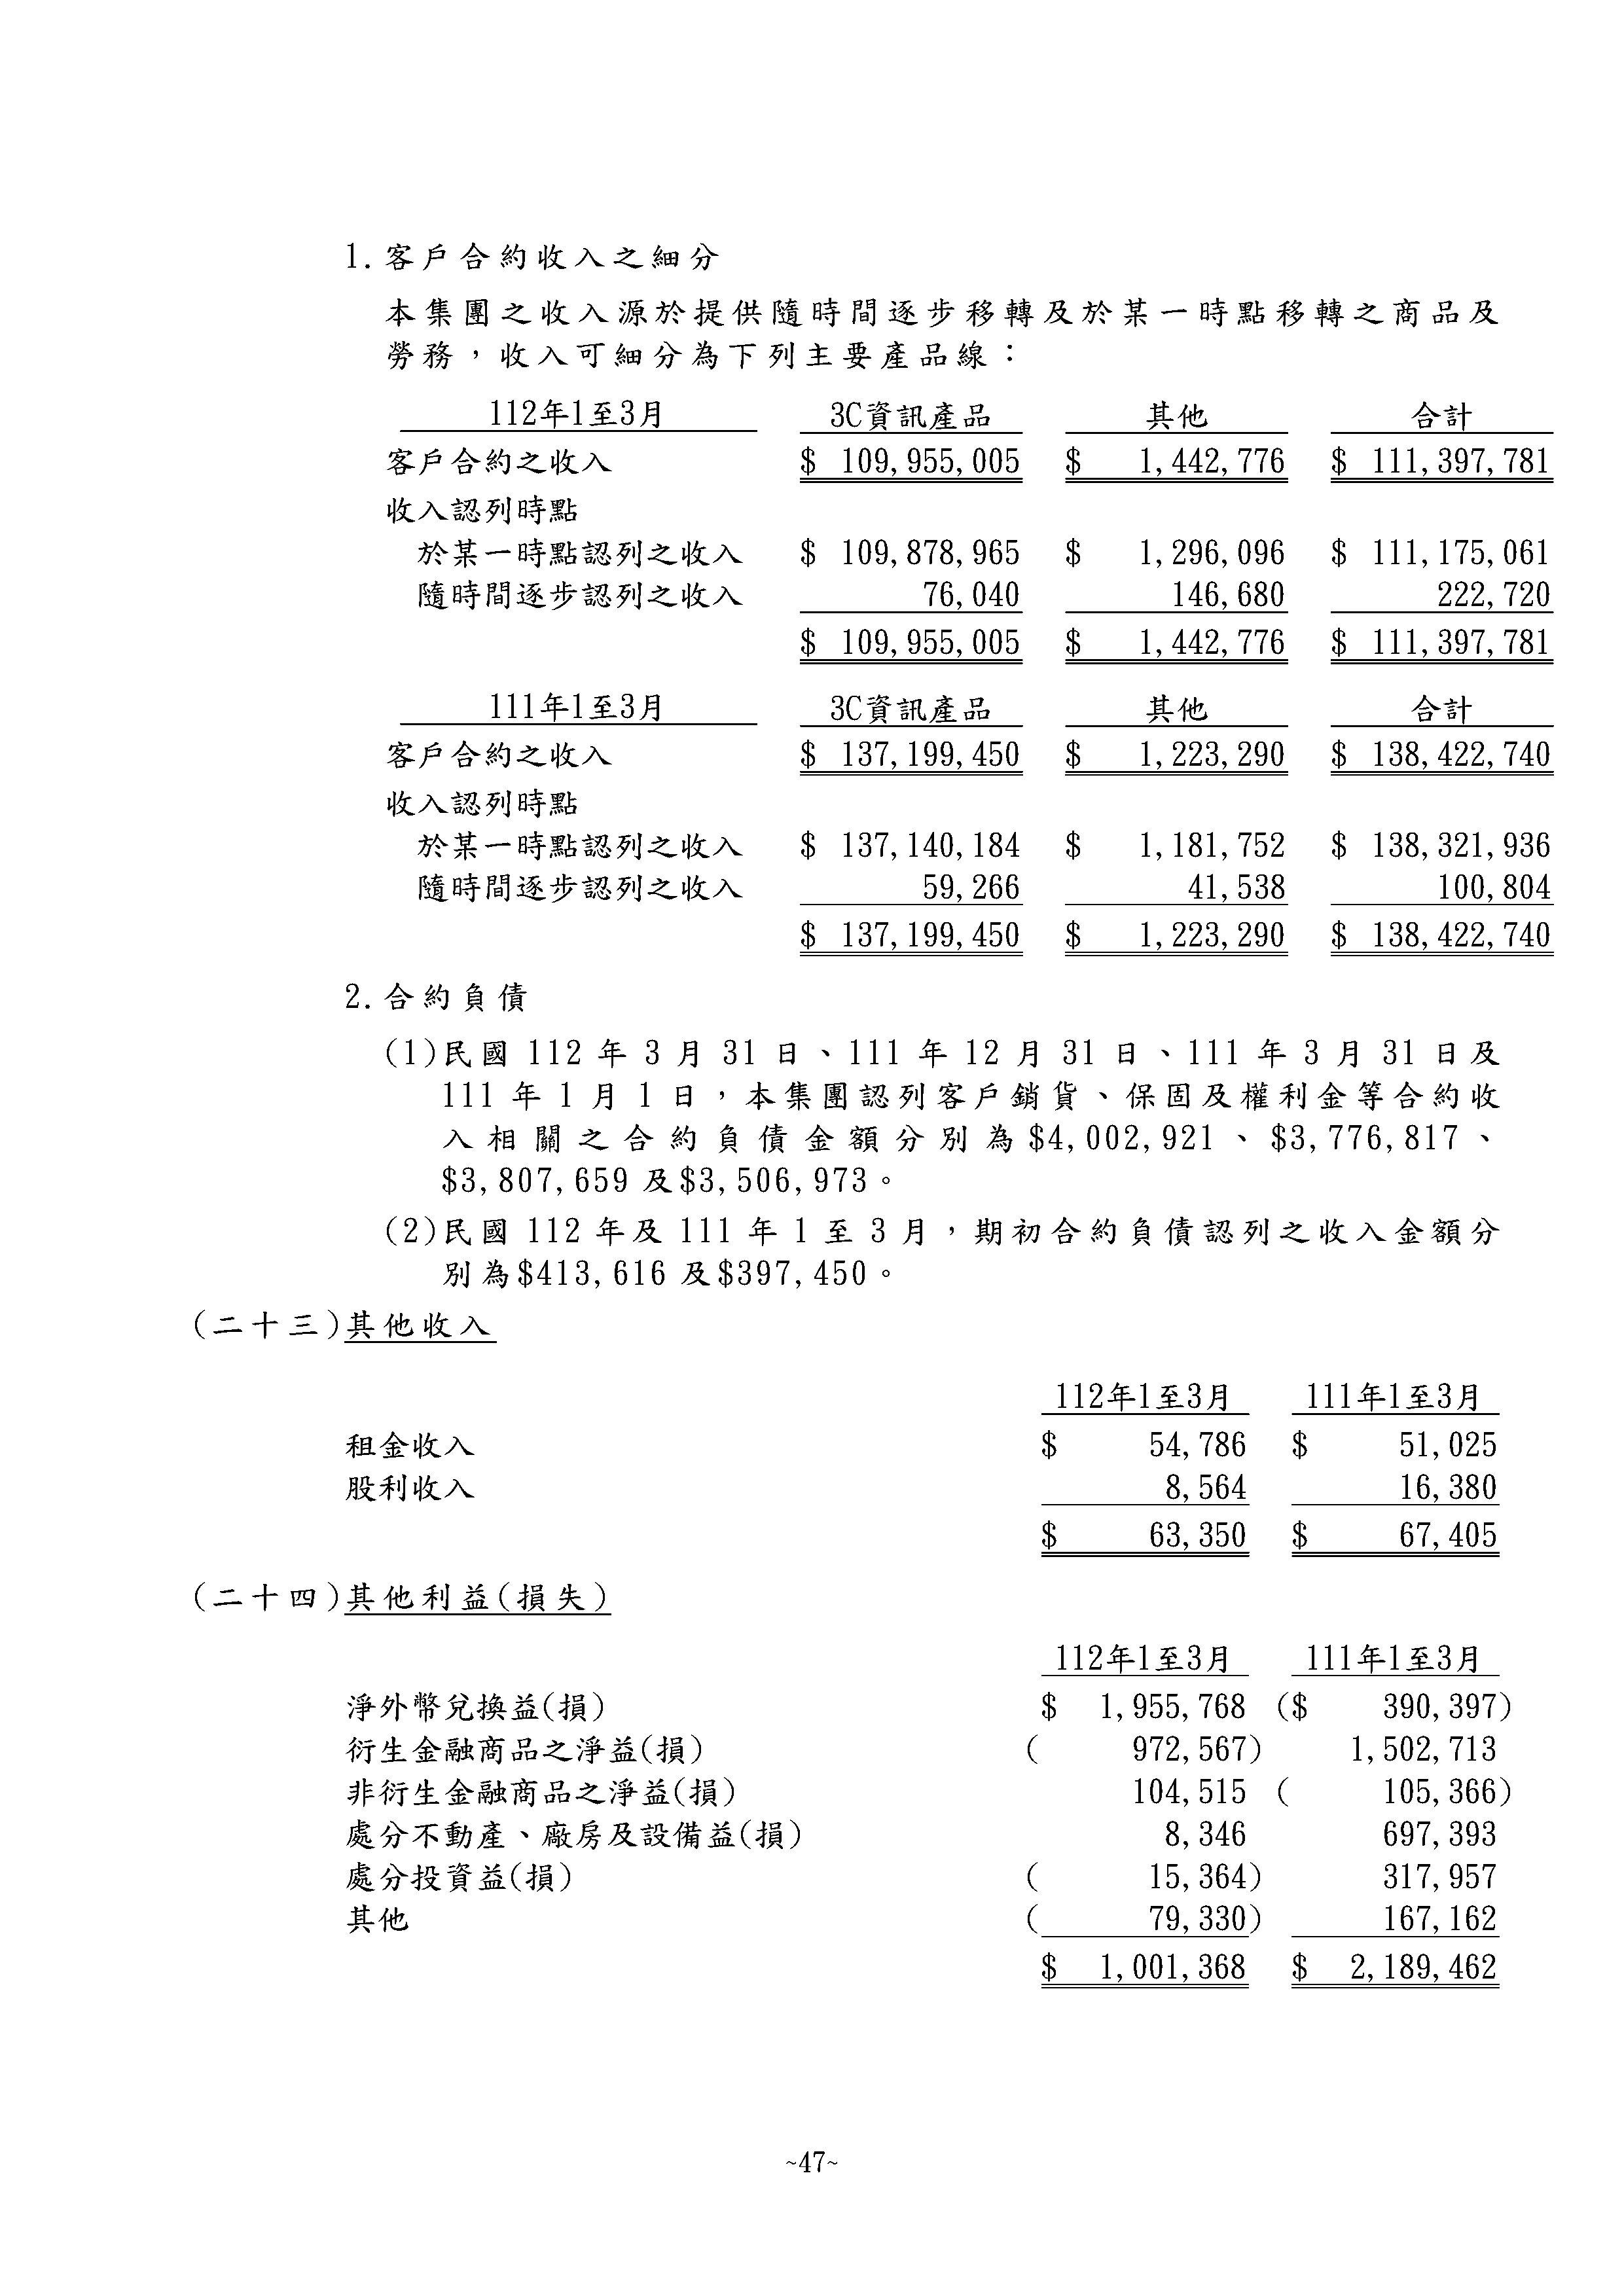 1.客戶合約收入之細分
本集團之收入源於提供隨時間逐步移轉及於某一時點移轉之商品及
勞務，收入可細分為下列主要產品線：
112年1至3月 3C資訊產品 其他 合計
客戶合約之收入 $ 109,955,005 $ 1,442,776 $ 111,397,781
收入認列時點
於某一時點認列之收入 $ 109,878,965 $ 1,296,096 $ 111,175,061
隨時間逐步認列之收入 76,040 146,680 222,720
$ 109,955,005 $ 1,442,776 $ 111,397,781
111年1至3月 3C資訊產品 其他 合計
客戶合約之收入 $ 137,199,450 $ 1,223,290 $ 138,422,740
收入認列時點
於某一時點認列之收入 $ 137,140,184 $ 1,181,752 $ 138,321,936
隨時間逐步認列之收入 59,266 41,538 100,804
$ 137,199,450 $ 1,223,290 $ 138,422,740
2.合約負債
(1)民國 112 年 3 月 31 日、111 年 12 月 31 日、111 年 3 月 31 日及
111 年 1 月 1 日，本集團認列客戶銷貨、保固及權利金等合約收
入相關之合約負債金額分別為$4,002,921、$3,776,817、
$3,807,659 及$3,506,973。
(2)民國 112 年及 111 年 1 至 3 月，期初合約負債認列之收入金額分
別為$413,616 及$397,450。
(二十三)其他收入
112年1至3月 111年1至3月
租金收入 $ 54,786 $ 51,025
股利收入 8,564 16,380
$ 63,350 $ 67,405
(二十四)其他利益(損失)
112年1至3月 111年1至3月
淨外幣兌換益(損) $ 1,955,768 ($ 390,397)
衍生金融商品之淨益(損) ( 972,567) 1,502,713
非衍生金融商品之淨益(損) 104,515 ( 105,366)
處分不動產、廠房及設備益(損) 8,346 697,393
處分投資益(損) ( 15,364) 317,957
其他 ( 79,330) 167,162
$ 1,001,368 $ 2,189,462
~47~